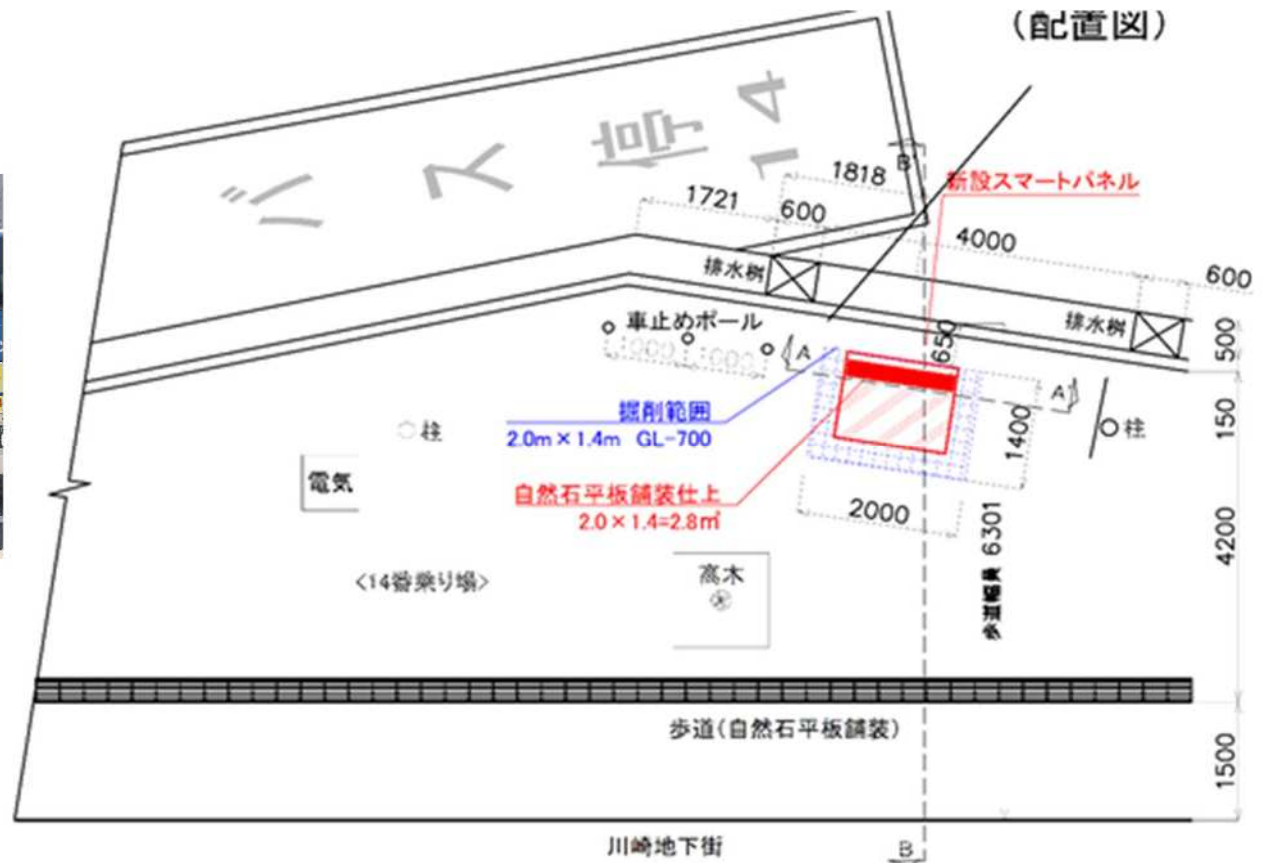 (配置図)
バス停14
B
1818
新設スマートパネル
1721
600
4000
600
排水桝
排水桝
650
500
車止めポール
A
1000
1000
A
掘削範囲
2.0m×1.4m GL-700
柱
柱
1400
150
電気
自然石平板舗装仕上
2.0×1.4=2.8㎡
2000
歩道幅員 6301
4200
<14番乗り場>
高木
歩道(自然石平板舗装)
1500
川崎地下街
B